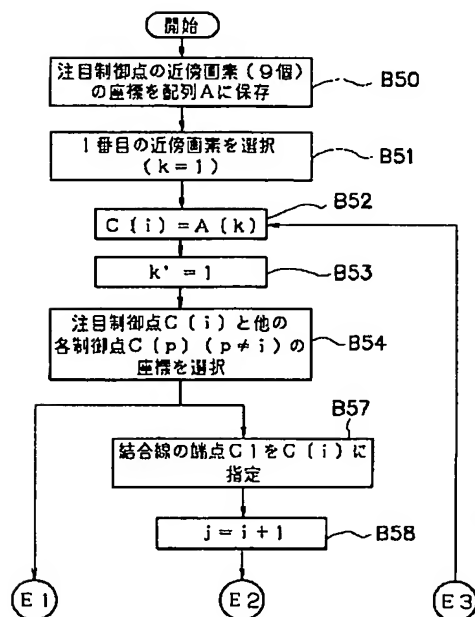 開始
注目制御点の近傍画素(9個)
の座標を配列Aに保存
B50
1番目の近傍画素を選択
(k=1)
B51
C(i)=A(k)
B52
k'=1
B53
注目制御点C(i)と他の
各制御点C(p)(p≠i)の
座標を選択
B54
B57
結合線の端点C1をC(i)に
指定
j=i+1
B58
E1
E2
E3